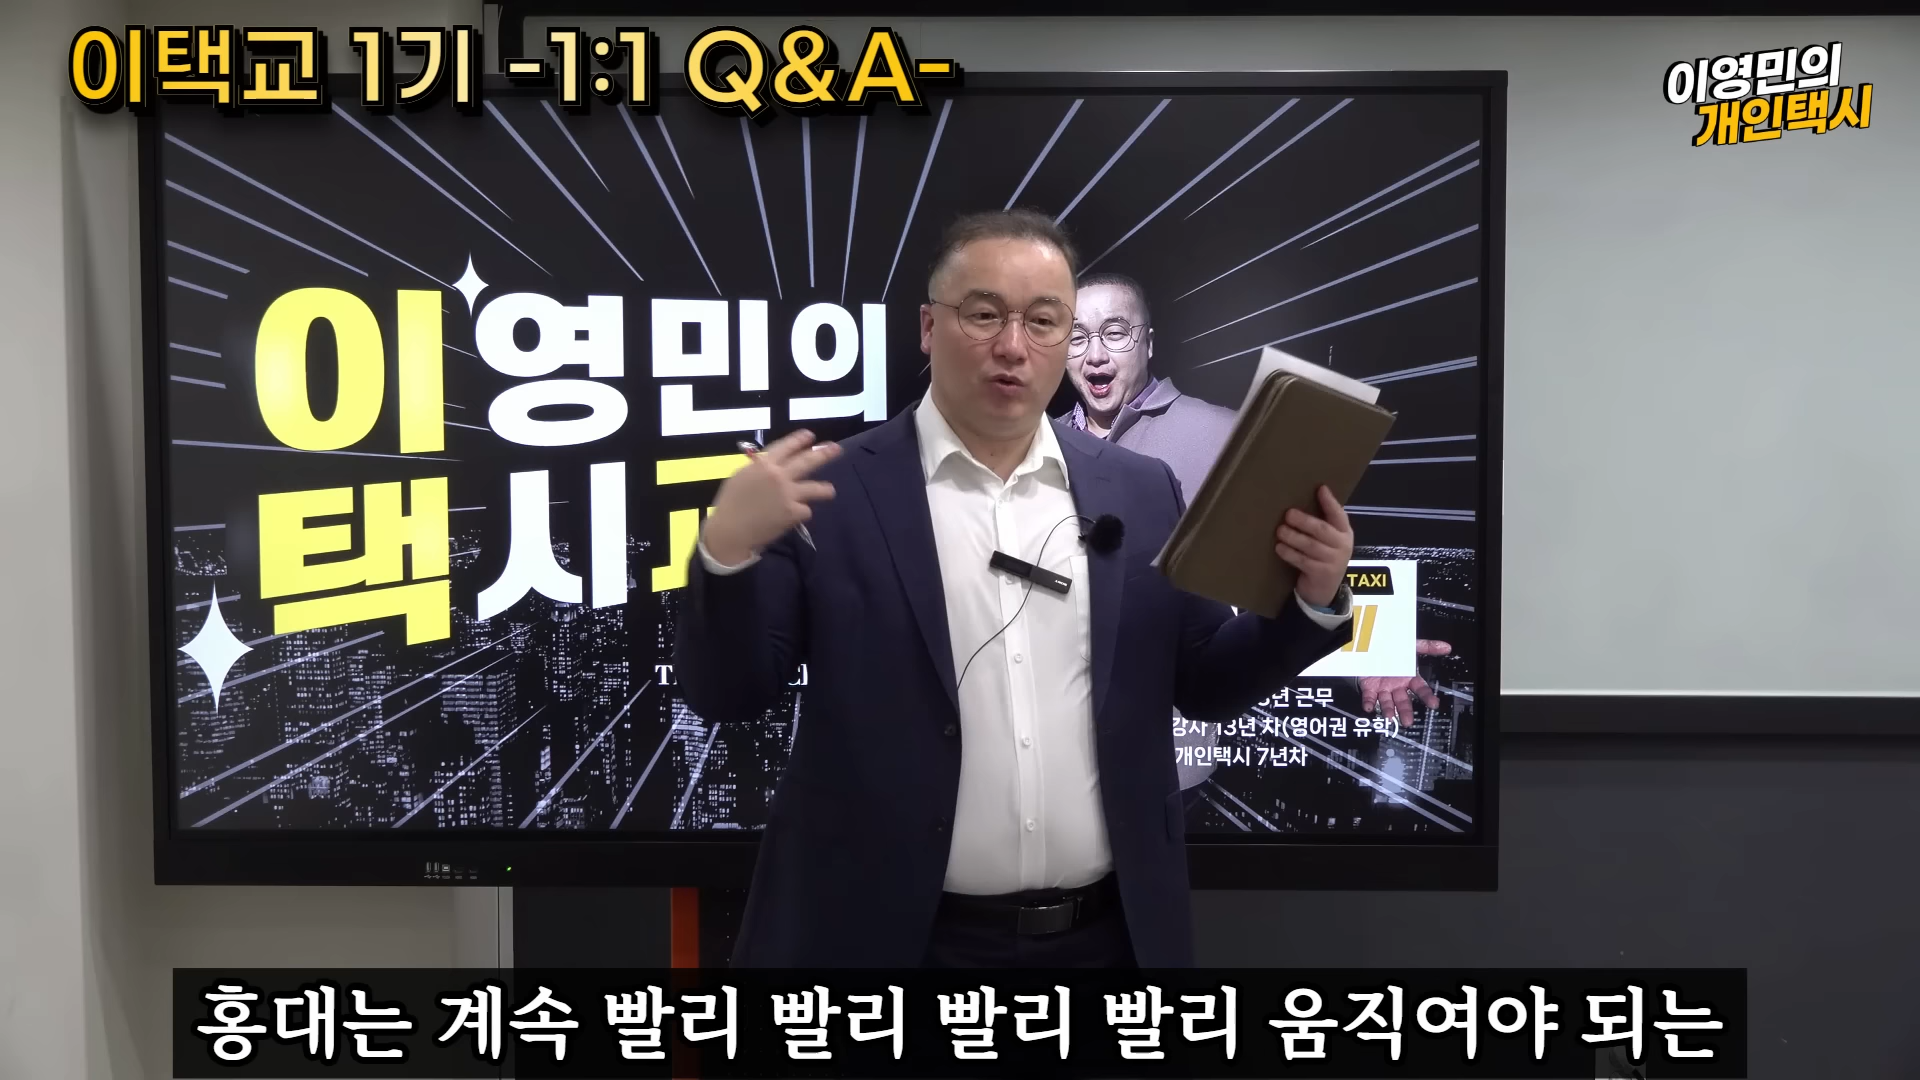 이택교 1기 -1:1 Q&A-
이영민의
개인택시
이영민의
택시
TAXI
년 근무
강사 13년 차(영어권 유학)
개인택시 7년차
홍대는 계속 빨리 빨리 빨리 빨리 움직여야 되는